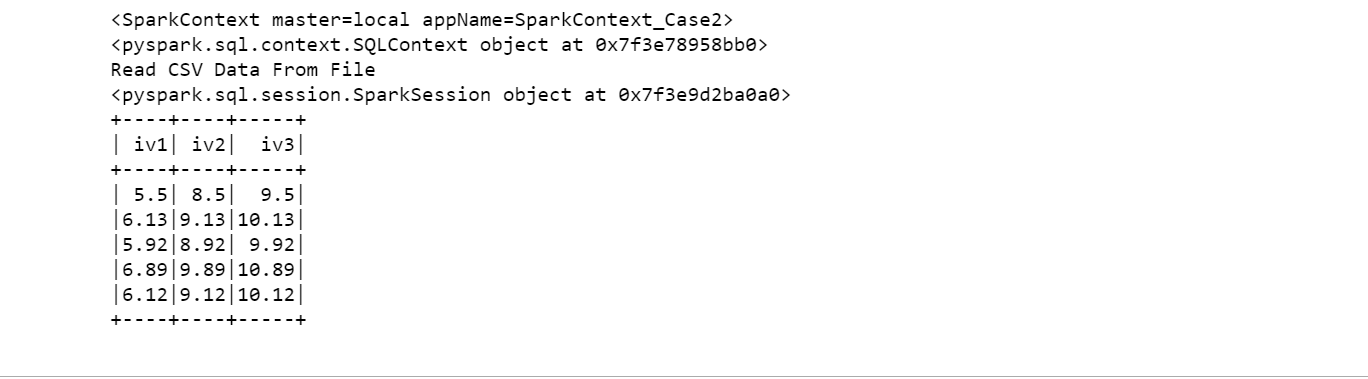 <SparkContext master=local appName=SparkContext_Case2>
<pyspark.sql.context.SQLContext object at 0x7f3e78958bb0>
Read CSV Data From File
<pyspark.sql.session.SparkSession object at 0x7f3e9d2ba0a0>
+----+----+-----+
| iv1| iv2|  iv3|
+----+----+-----+
| 5.5| 8.5|  9.5|
|6.13|9.13|10.13|
|5.92|8.92| 9.92|
|6.89|9.89|10.89|
|6.12|9.12|10.12|
+----+----+-----+